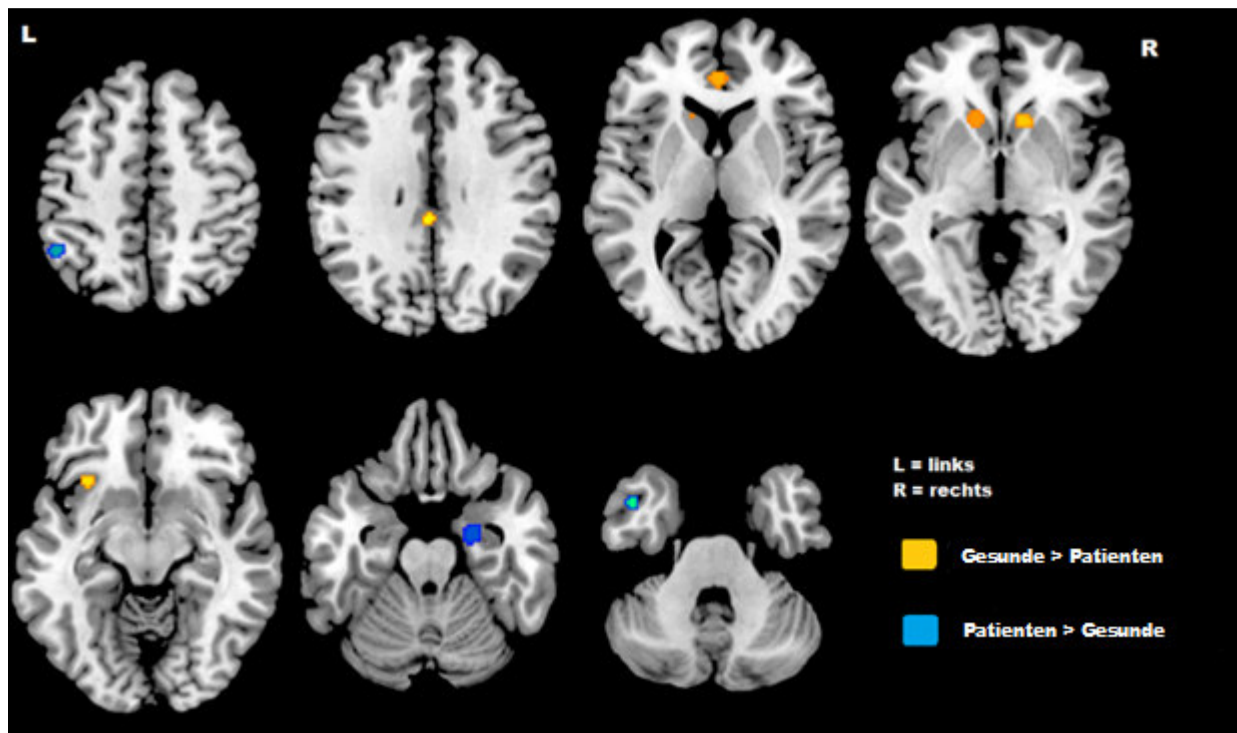 L
R
L = links
R = rechts
Gesunde > Patienten
Patienten > Gesunde